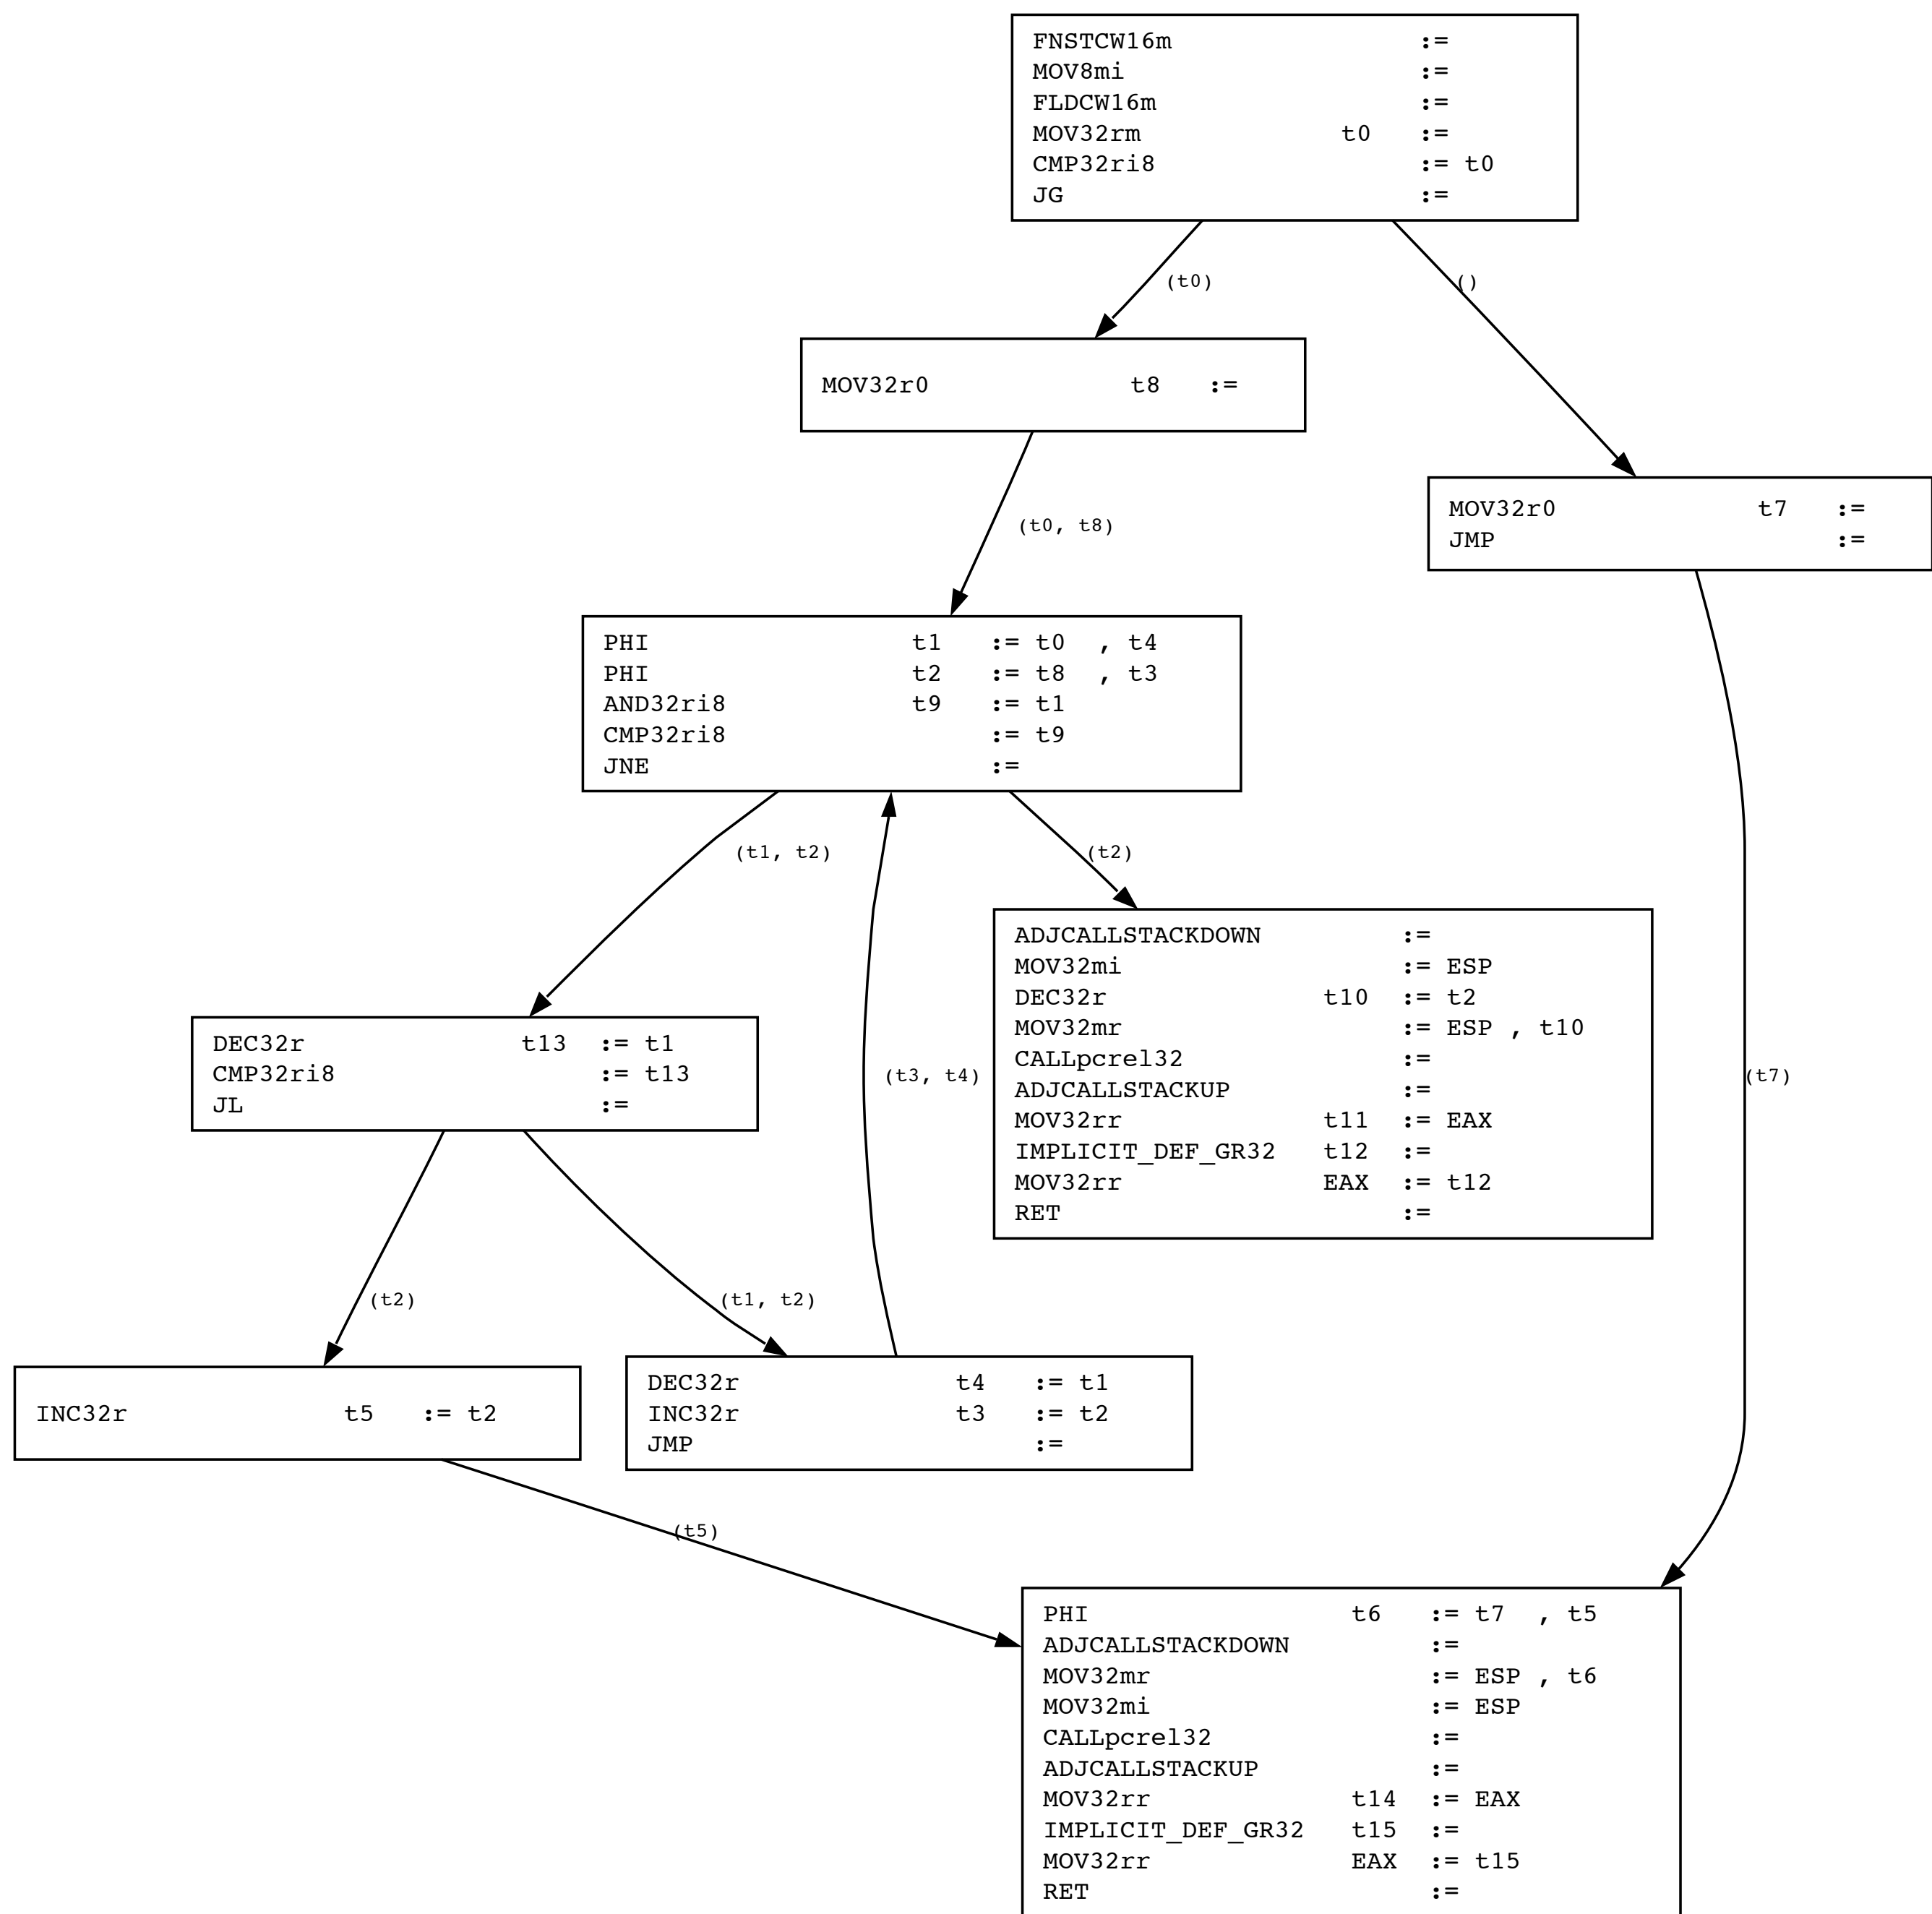 FNSTCW16m :=
MOV8mi :=
FLDCW16m :=
MOV32rm t0 :=
CMP32ri8 := t0
JG :=
(t0)
()
MOV32r0 t8 :=
(t0, t8)
MOV32r0 t7 :=
JMP :=
PHI t1 := t0 , t4
PHI t2 := t8 , t3
AND32ri8 t9 := t1
CMP32ri8 := t9
JNE :=
(t1, t2)
(t2)
ADJCALLSTACKDOWN :=
MOV32mi := ESP
DEC32r t10 := t2
MOV32mr := ESP , t10
CALLpcrel32 :=
ADJCALLSTACKUP :=
MOV32rr t11 := EAX
IMPLICIT_DEF_GR32 t12 :=
MOV32rr EAX := t12
RET :=
DEC32r t13 := t1
CMP32ri8 := t13
JL :=
(t3, t4)
(t7)
(t2)
(t1, t2)
INC32r t5 := t2
DEC32r t4 := t1
INC32r t3 := t2
JMP :=
(t5)
PHI t6 := t7 , t5
ADJCALLSTACKDOWN :=
MOV32mr := ESP , t6
MOV32mi := ESP
CALLpcrel32 :=
ADJCALLSTACKUP :=
MOV32rr t14 := EAX
IMPLICIT_DEF_GR32 t15 :=
MOV32rr EAX := t15
RET :=